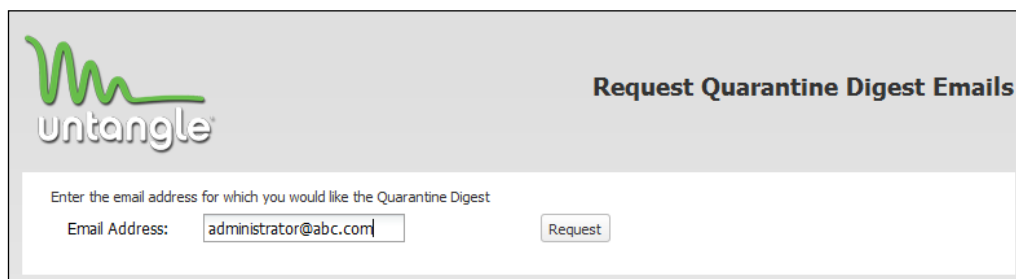 untangle
Request Quarantine Digest Emails
Enter the email address for which you would like the Quarantine Digest
Email Address: administrator@abc.com Request